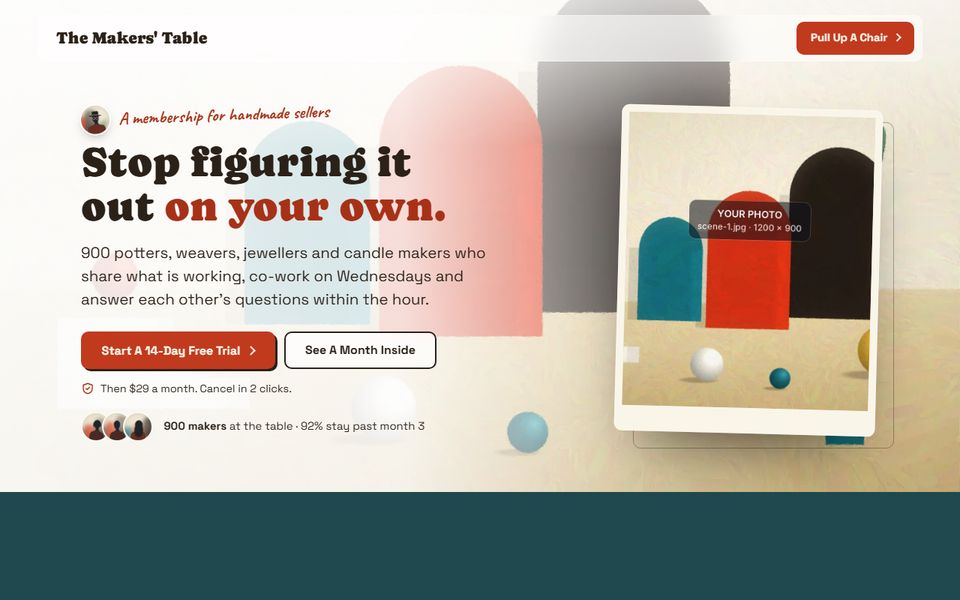 The Makers' Table
Pull Up A Chair
A membership for handmade sellers
Stop figuring it
out on your own.
900 potters, weavers, jewellers and candle makers who
share what is working, co-work on Wednesdays and
answer each other's questions within the hour.
Start A 14-Day Free Trial
See A Month Inside
Then $29 a month. Cancel in 2 clicks.
900 makers at the table · 92% stay past month 3
YOUR PHOTO
scene-1.jpg · 1200 × 900